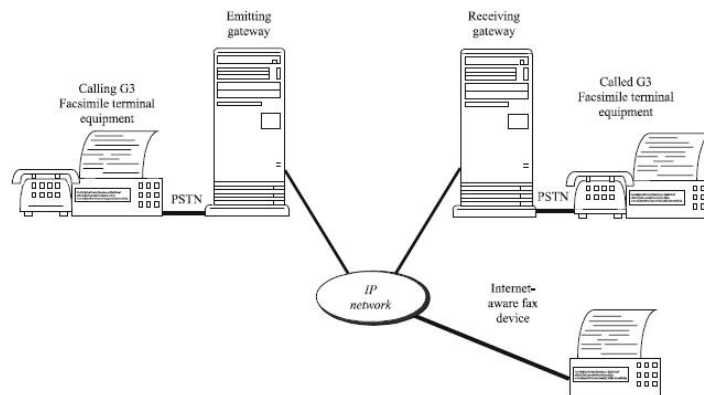 Emitting
gateway
Receiving
gateway
Calling G3
Facsimile terminal
equipment
Called G3
Facsimile terminal
equipment
PSTN
PSTN
IP
network
Internet-
aware fax
device